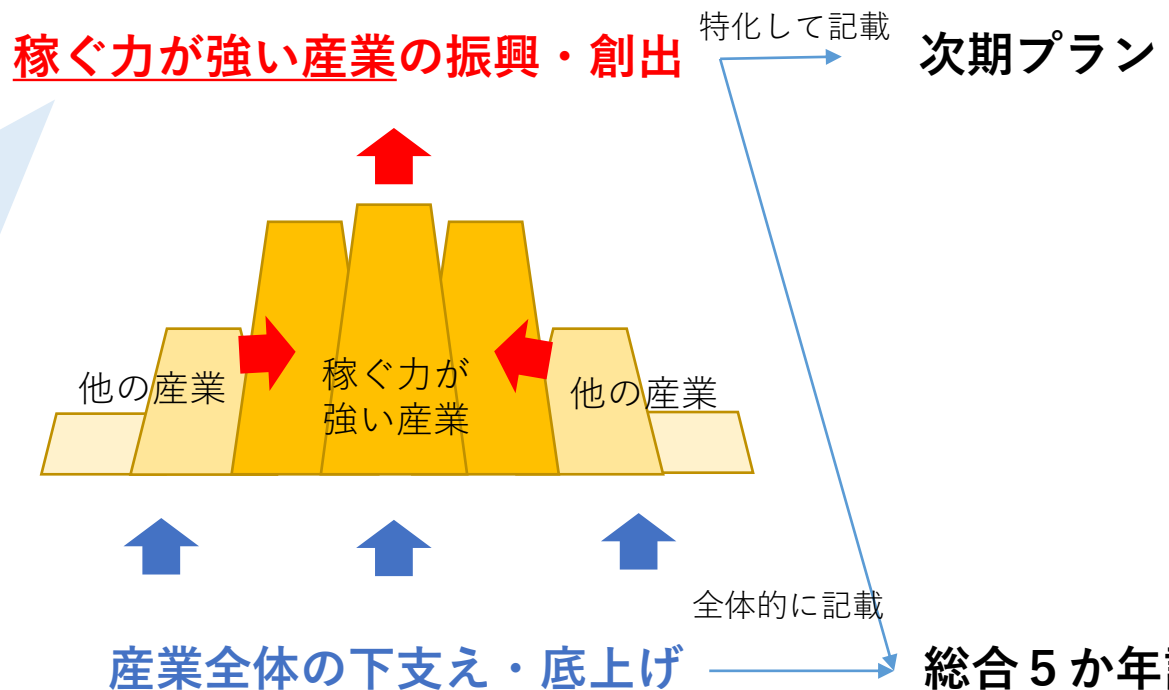 稼ぐ力が強い産業の振興・創出
特化して記載
次期プラン
他の産業
稼ぐ力が
強い産業
他の産業
全体的に記載
産業全体の下支え・底上げ
総合５か年